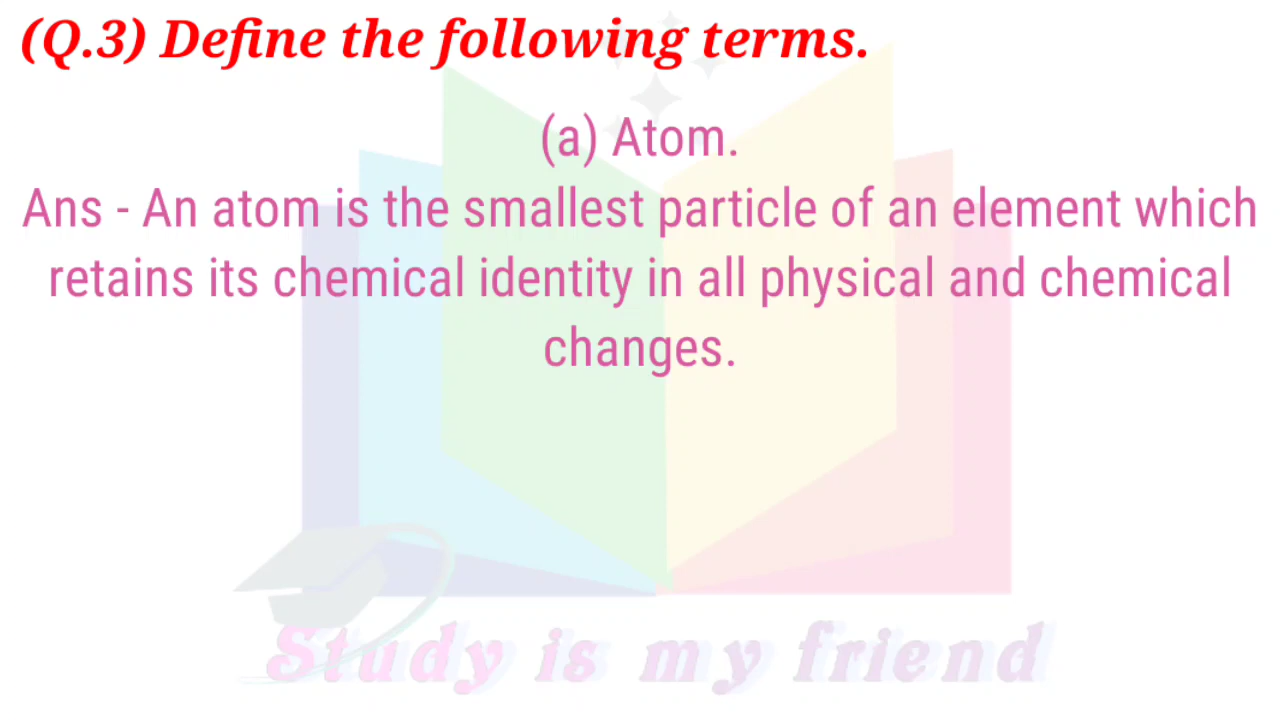 (Q.3) Define the following terms.
(a) Atom.
Ans - An atom is the smallest particle of an element which
retains its chemical identity in all physical and chemical
changes.
Study is my friend